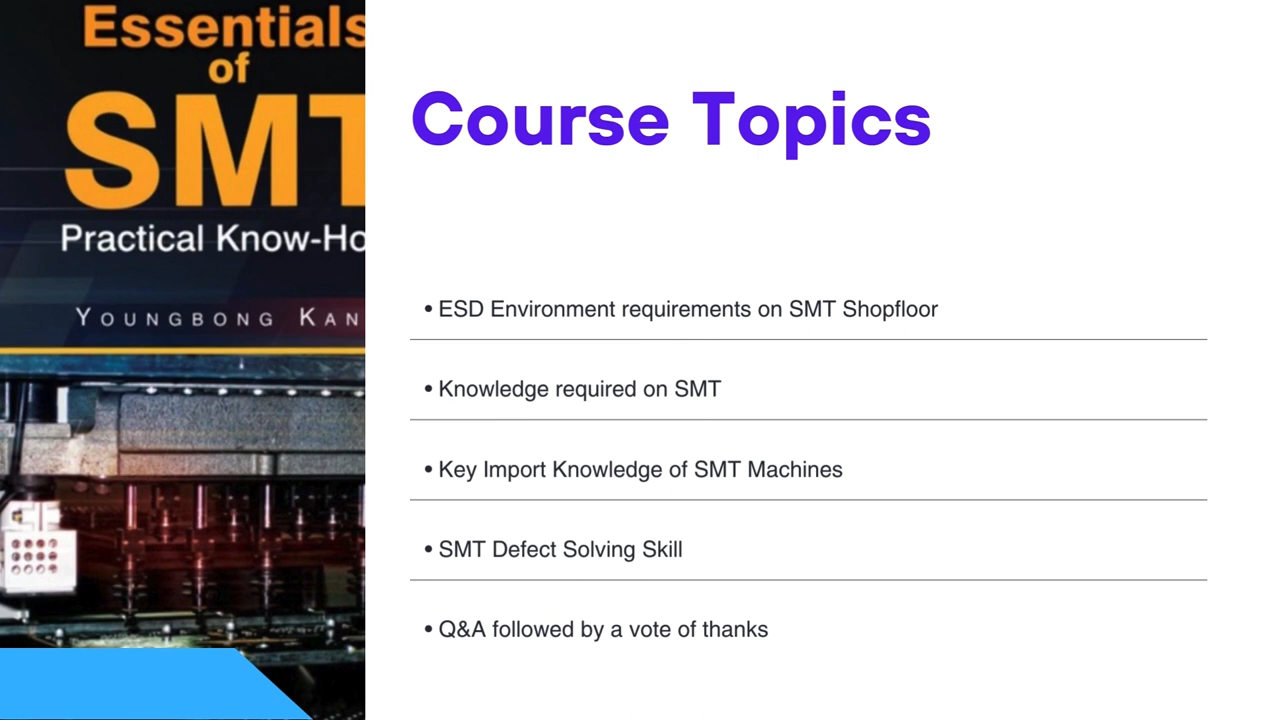 Essentials
of
SMT
Practical Know-Ho
YOUNGBONG KAN
Course Topics
• ESD Environment requirements on SMT Shopfloor
• Knowledge required on SMT
• Key Import Knowledge of SMT Machines
• SMT Defect Solving Skill
• Q&A followed by a vote of thanks